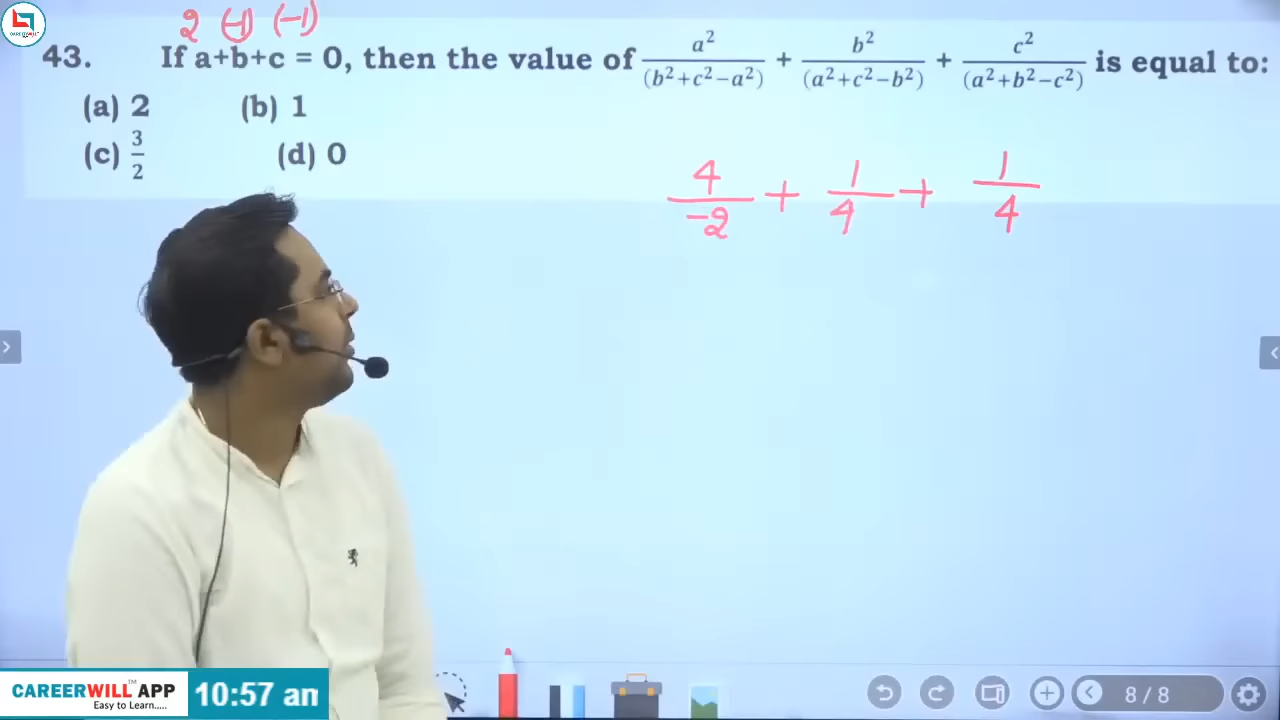 CAREERWILL
2 (-1) (-1)
43. If a+b+c = 0, then the value of a²/(b²+c²−a²) + b²/(a²+c²−b²) + c²/(a²+b²−c²) is equal to:
(a) 2 (b) 1
(c) 3/2 (d) 0
4/-2 + 1/4 + 1/4
CAREERWILL™ APP
Easy to Learn.....
10:57 am
8 / 8